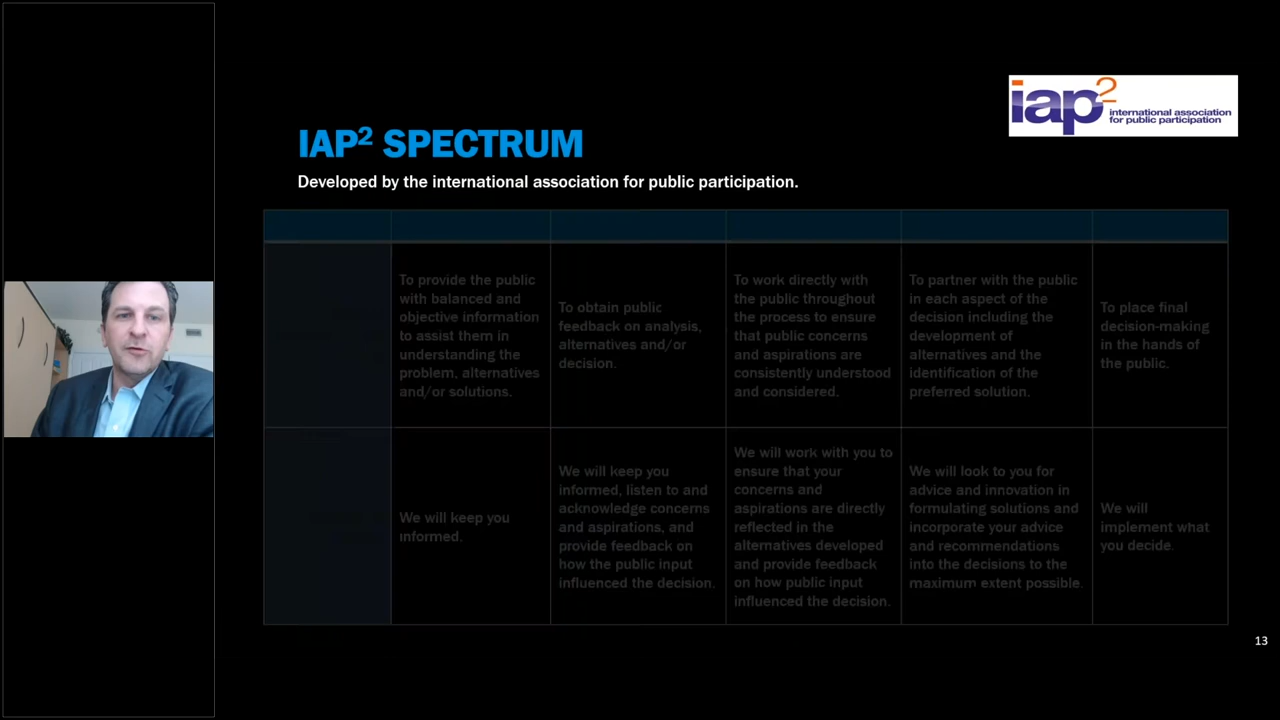 iap2 international association
for public participation
IAP² SPECTRUM
Developed by the international association for public participation.
To provide the public
with balanced and
objective information
to assist them in
understanding the
problem, alternatives
and/or solutions.
To obtain public
feedback on analysis,
alternatives and/or
decision.
To work directly with
the public throughout
the process to ensure
that public concerns
and aspirations are
consistently understood
and considered.
To partner with the public
in each aspect of the
decision including the
development of
alternatives and the
identification of the
preferred solution.
To place final
decision-making
in the hands of
the public.
We will keep you
informed.
We will keep you
informed, listen to and
acknowledge concerns
and aspirations, and
provide feedback on
how the public input
influenced the decision.
We will work with you to
ensure that your
concerns and
aspirations are directly
reflected in the
alternatives developed
and provide feedback
on how public input
influenced the decision.
We will look to you for
advice and innovation in
formulating solutions and
incorporate your advice
and recommendations
into the decisions to the
maximum extent possible.
We will
implement what
you decide.
13